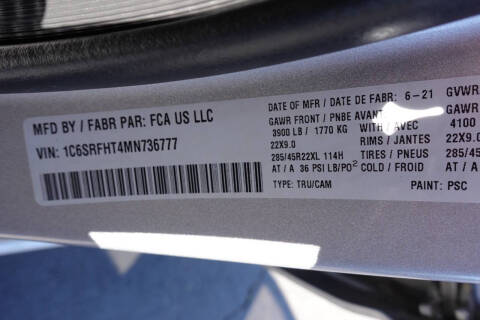 MFD BY / FABR PAR: FCA US LLC
VIN: 1C6SRFHT4MN736777
DATE OF MFR / DATE DE FABR: 6-21
GAWR FRONT / PNBE AVANT:
3900 LB / 1770 KG
22X9.0 RIMS / JANTES
285/45R22XL 114H TIRES / PNEUS
AT / A 36 PSI LB/PO² COLD / FROID
TYPE: TRU/CAM
GVWR
GAWR
4100
22X9.0
285/45
AT / A
PAINT: PSC